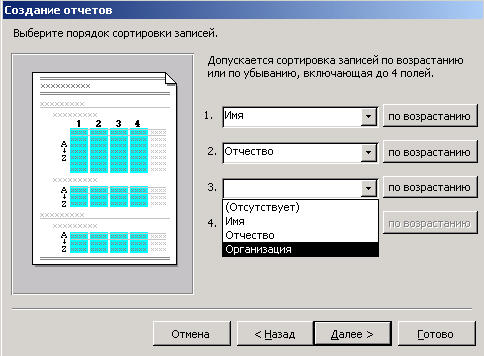 Создание отчетов
Выберите порядок сортировки записей.
Допускается сортировка записей по возрастанию
или по убыванию, включающая до 4 полей.
1. Имя по возрастанию
2. Отчество по возрастанию
3. по возрастанию
(Отсутствует)
Имя
Отчество
Организация
4. по возрастанию
1 2 3 4
A
Z
A
Z
A
Z
Отмена < Назад Далее > Готово